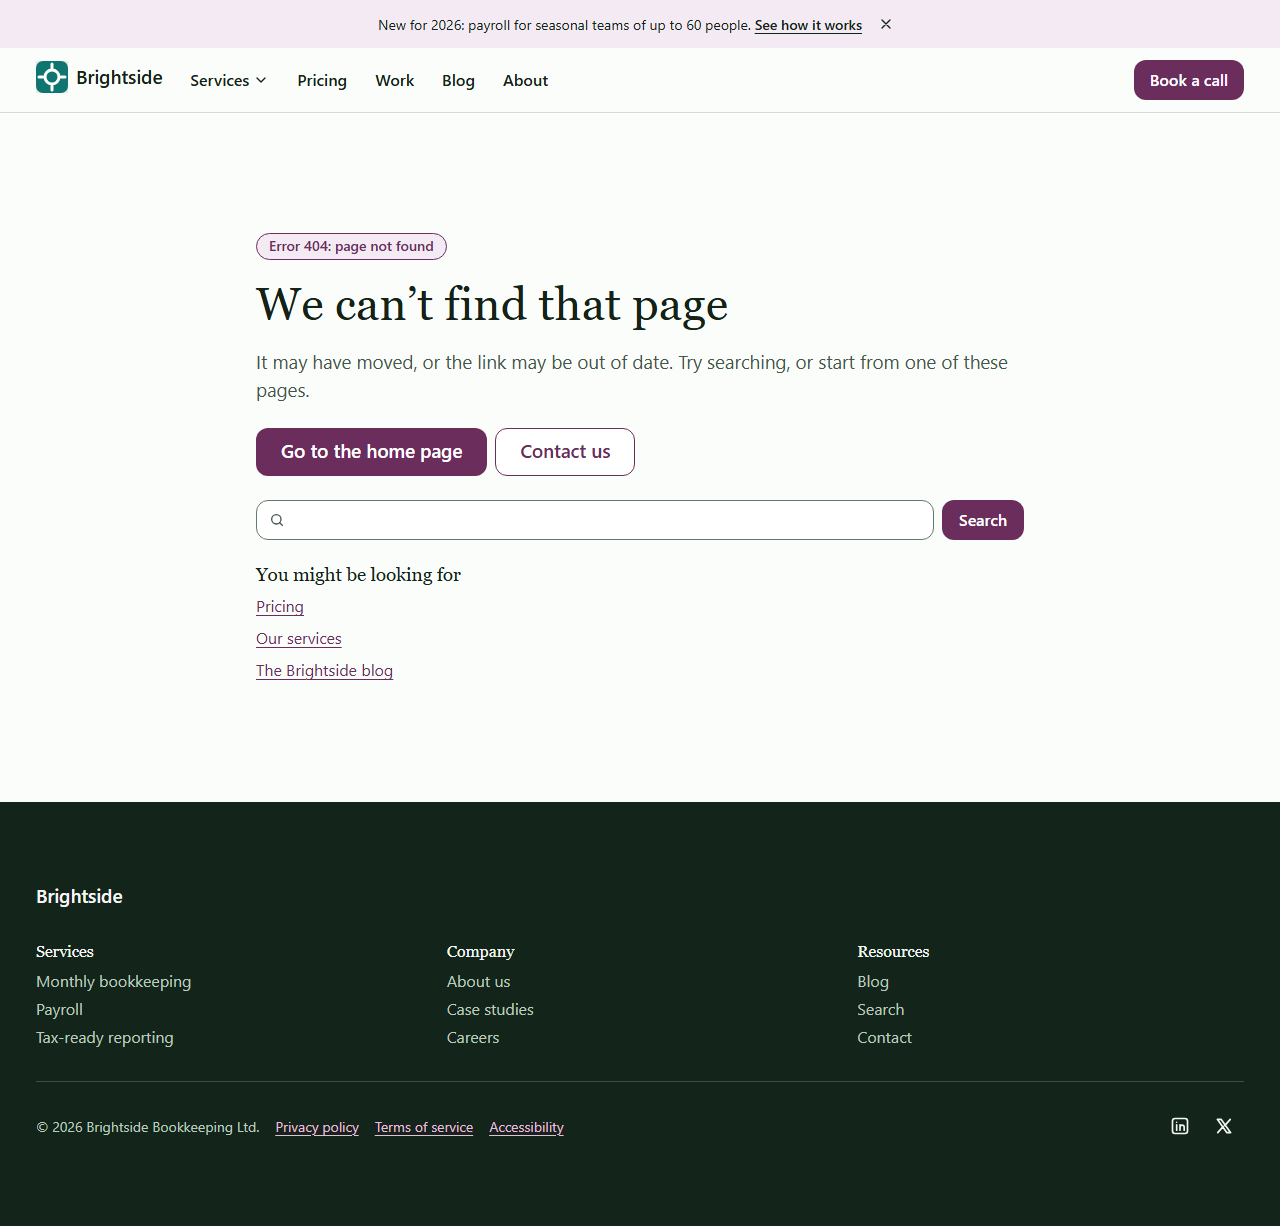 New for 2026: payroll for seasonal teams of up to 60 people. See how it works
Brightside
Services
Pricing
Work
Blog
About
Book a call
Error 404: page not found
We can’t find that page
It may have moved, or the link may be out of date. Try searching, or start from one of these
pages.
Go to the home page
Contact us
Search
You might be looking for
Pricing
Our services
The Brightside blog
Brightside
Services
Monthly bookkeeping
Payroll
Tax-ready reporting
Company
About us
Case studies
Careers
Resources
Blog
Search
Contact
© 2026 Brightside Bookkeeping Ltd.
Privacy policy
Terms of service
Accessibility